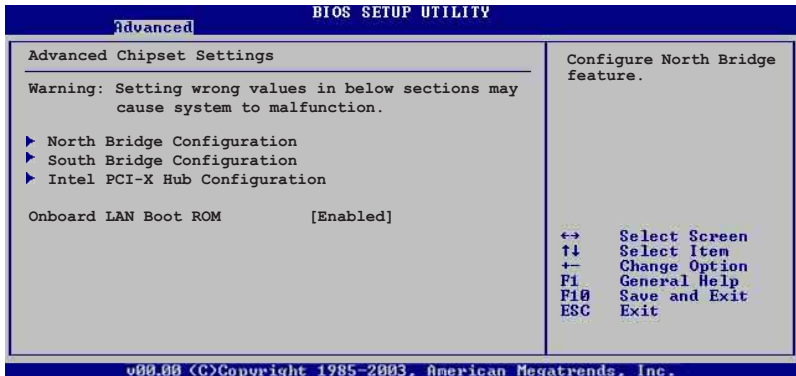 BIOS SETUP UTILITY
Advanced
Advanced Chipset Settings
Warning: Setting wrong values in below sections may
cause system to malfunction.
North Bridge Configuration
South Bridge Configuration
Intel PCI-X Hub Configuration
Onboard LAN Boot ROM [Enabled]
Configure North Bridge
feature.
↔ Select Screen
↑↓ Select Item
+- Change Option
F1 General Help
F10 Save and Exit
ESC Exit
v00.00 (C)Copyright 1985-2003, American Megatrends, Inc.